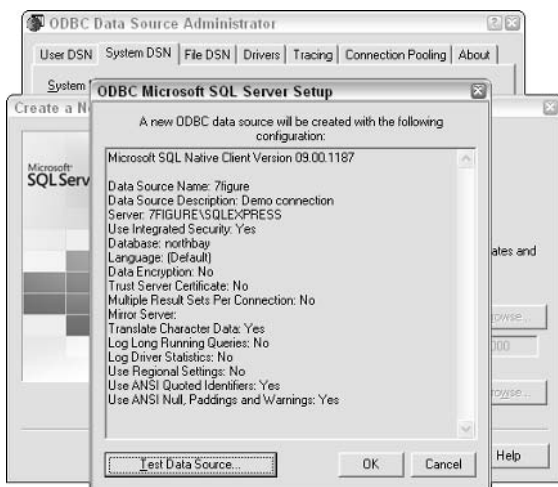 ODBC Data Source Administrator
User DSN System DSN File DSN Drivers Tracing Connection Pooling About
System
Create a N
ODBC Microsoft SQL Server Setup
A new ODBC data source will be created with the following
configuration:
Microsoft SQL Native Client Version 09.00.1187
Data Source Name: 7figure
Data Source Description: Demo connection
Server: 7FIGURE\SQLEXPRESS
Use Integrated Security: Yes
Database: northbay
Language: (Default)
Data Encryption: No
Trust Server Certificate: No
Multiple Result Sets Per Connection: No
Mirror Server:
Translate Character Data: Yes
Log Long Running Queries: No
Log Driver Statistics: No
Use Regional Settings: No
Use ANSI Quoted Identifiers: Yes
Use ANSI Null, Paddings and Warnings: Yes
Test Data Source... OK Cancel
Microsoft
SQL Serv
ates and
rowse...
000
rowse...
Help